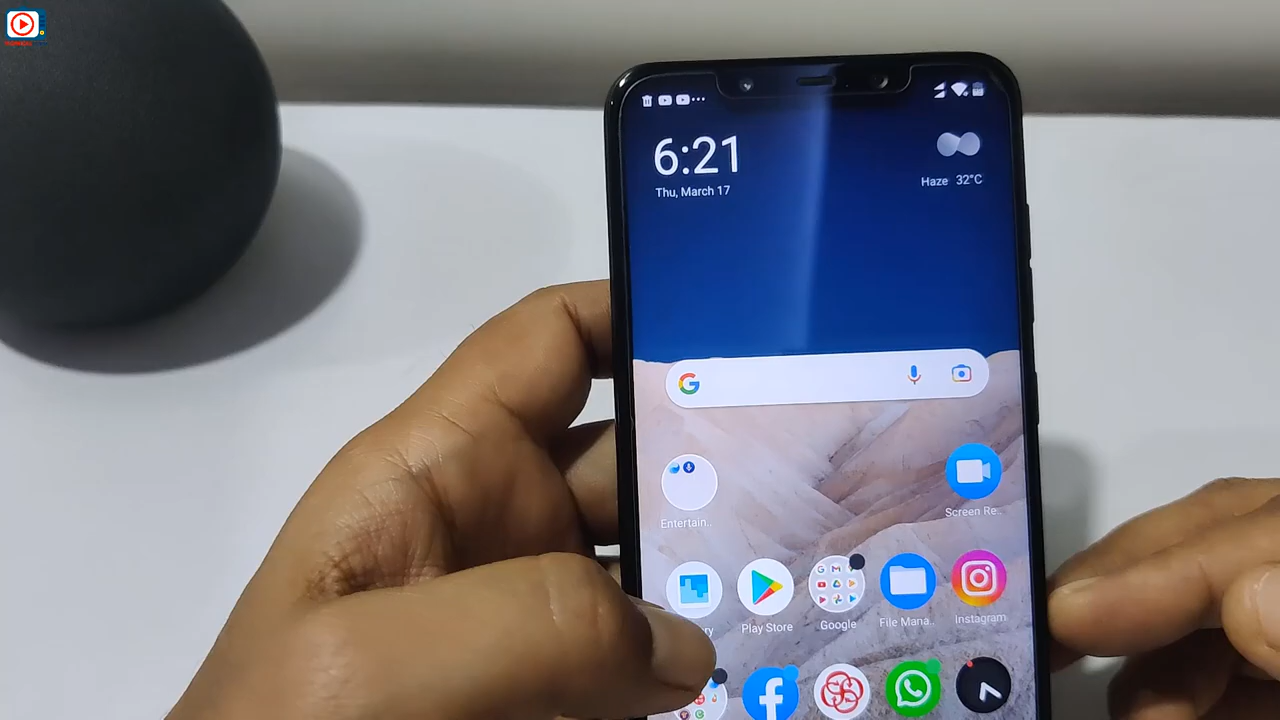 6:21
Thu, March 17
Haze 32°C
Entertain..
Screen Re..
Play Store
Google
File Mana..
Instagram